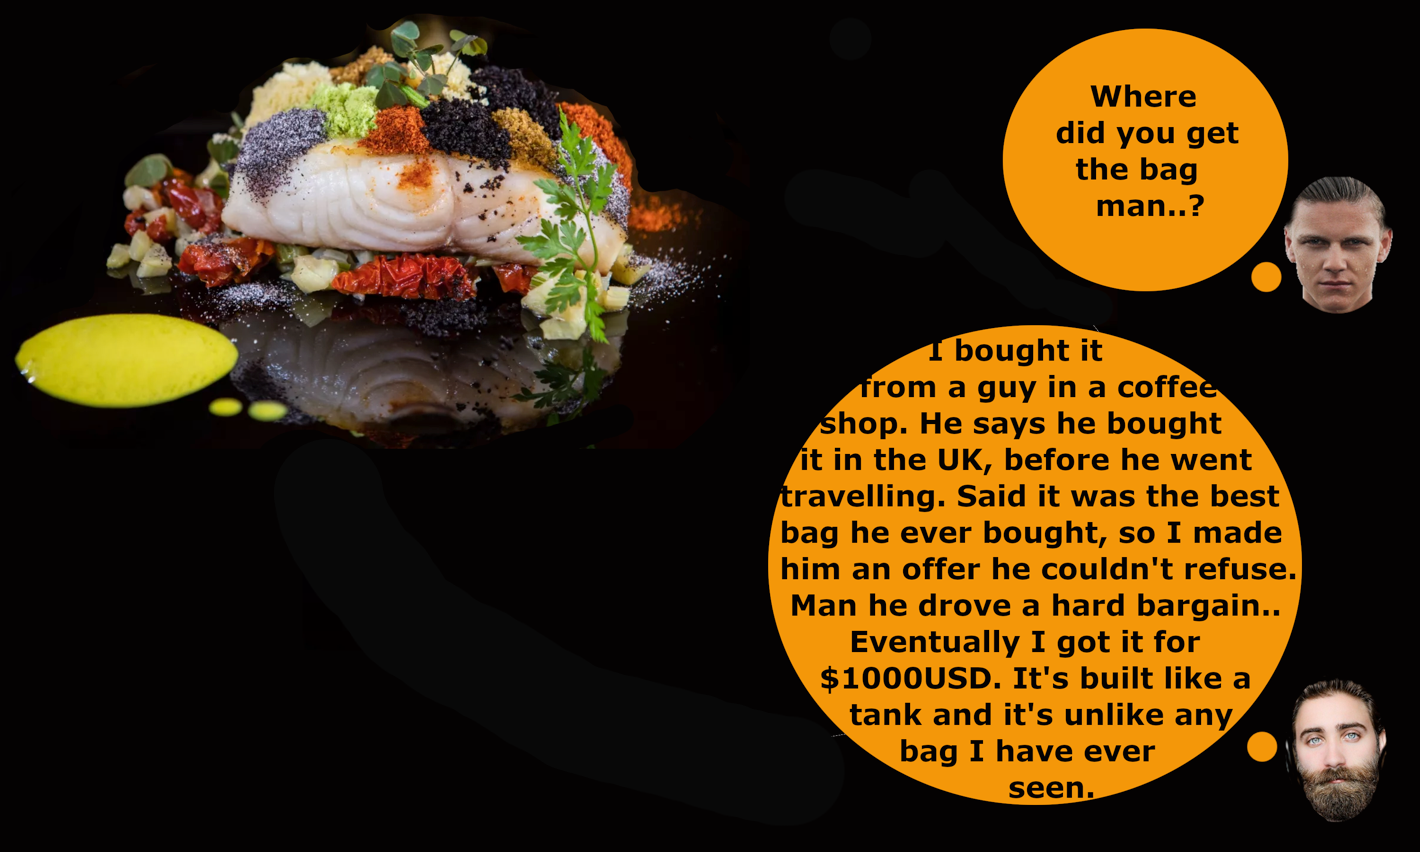 Where
did you get
the bag
man..?
I bought it
from a guy in a coffee
shop. He says he bought
it in the UK, before he went
travelling. Said it was the best
bag he ever bought, so I made
him an offer he couldn't refuse.
Man he drove a hard bargain..
Eventually I got it for
$1000USD. It's built like a
tank and it's unlike any
bag I have ever
seen.